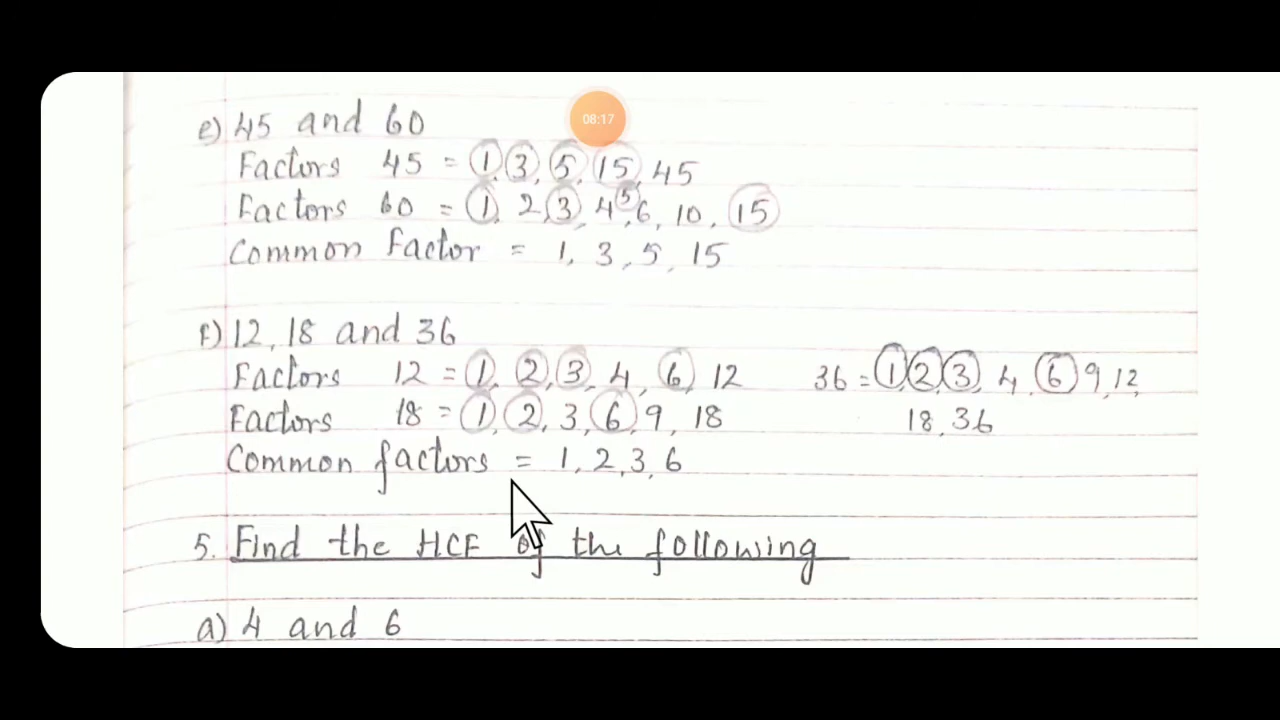 08:17
e) 45 and 60
Factors 45 = 1, 3, 5, 15, 45
Factors 60 = 1, 2, 3, 4, 5, 6, 10, 15
Common Factor = 1, 3, 5, 15
f) 12, 18 and 36
Factors 12 = 1, 2, 3, 4, 6, 12 36 = 1, 2, 3, 4, 6, 9, 12,
Factors 18 = 1, 2, 3, 6, 9, 18 18, 36
Common factors = 1, 2, 3, 6
5. Find the HCF of the following
a) 4 and 6